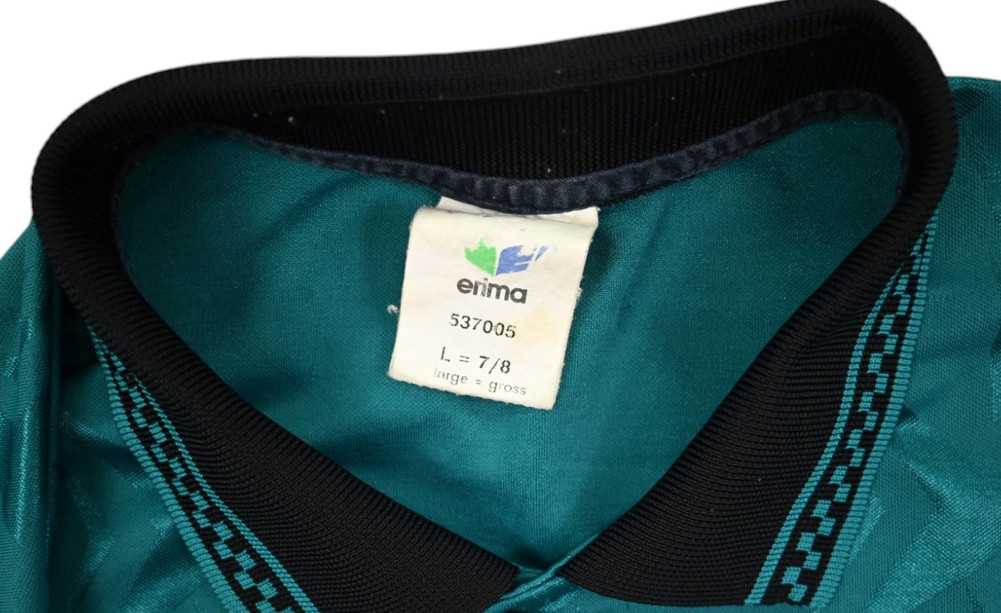 erima
537005
L = 7/8
large = gross